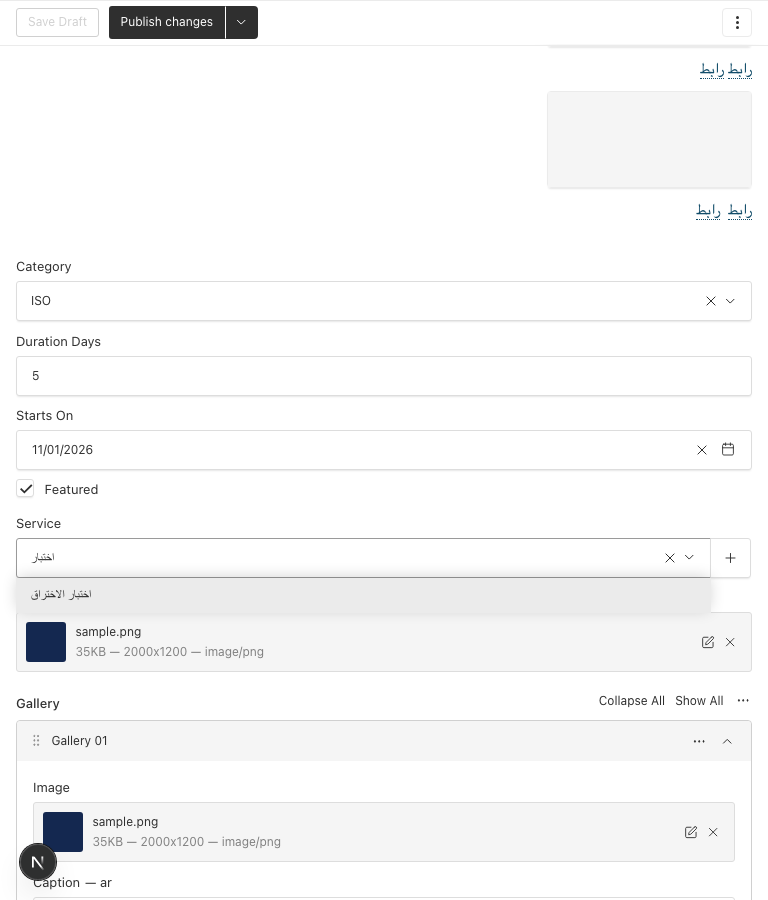 Save Draft Publish changes
رابط رابط
رابط رابط
Category
ISO
Duration Days
5
Starts On
11/01/2026
Featured
Service
اختبار
اختبار الاختراق
sample.png
35KB — 2000x1200 — image/png
Gallery Collapse All Show All
Gallery 01
Image
sample.png
35KB — 2000x1200 — image/png
N
Caption — ar